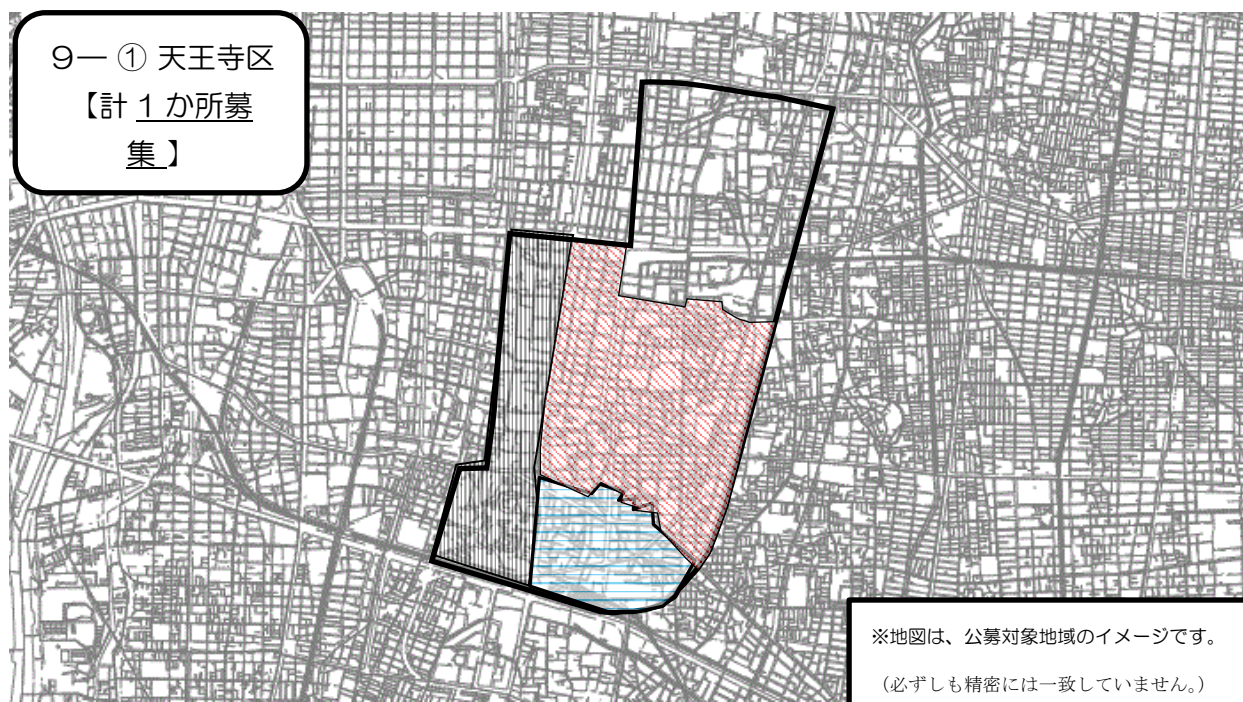 9― ① 天王寺区
【計 1 か所募
集 】
※地図は、公募対象地域のイメージです。
（必ずしも精密には一致していません。）